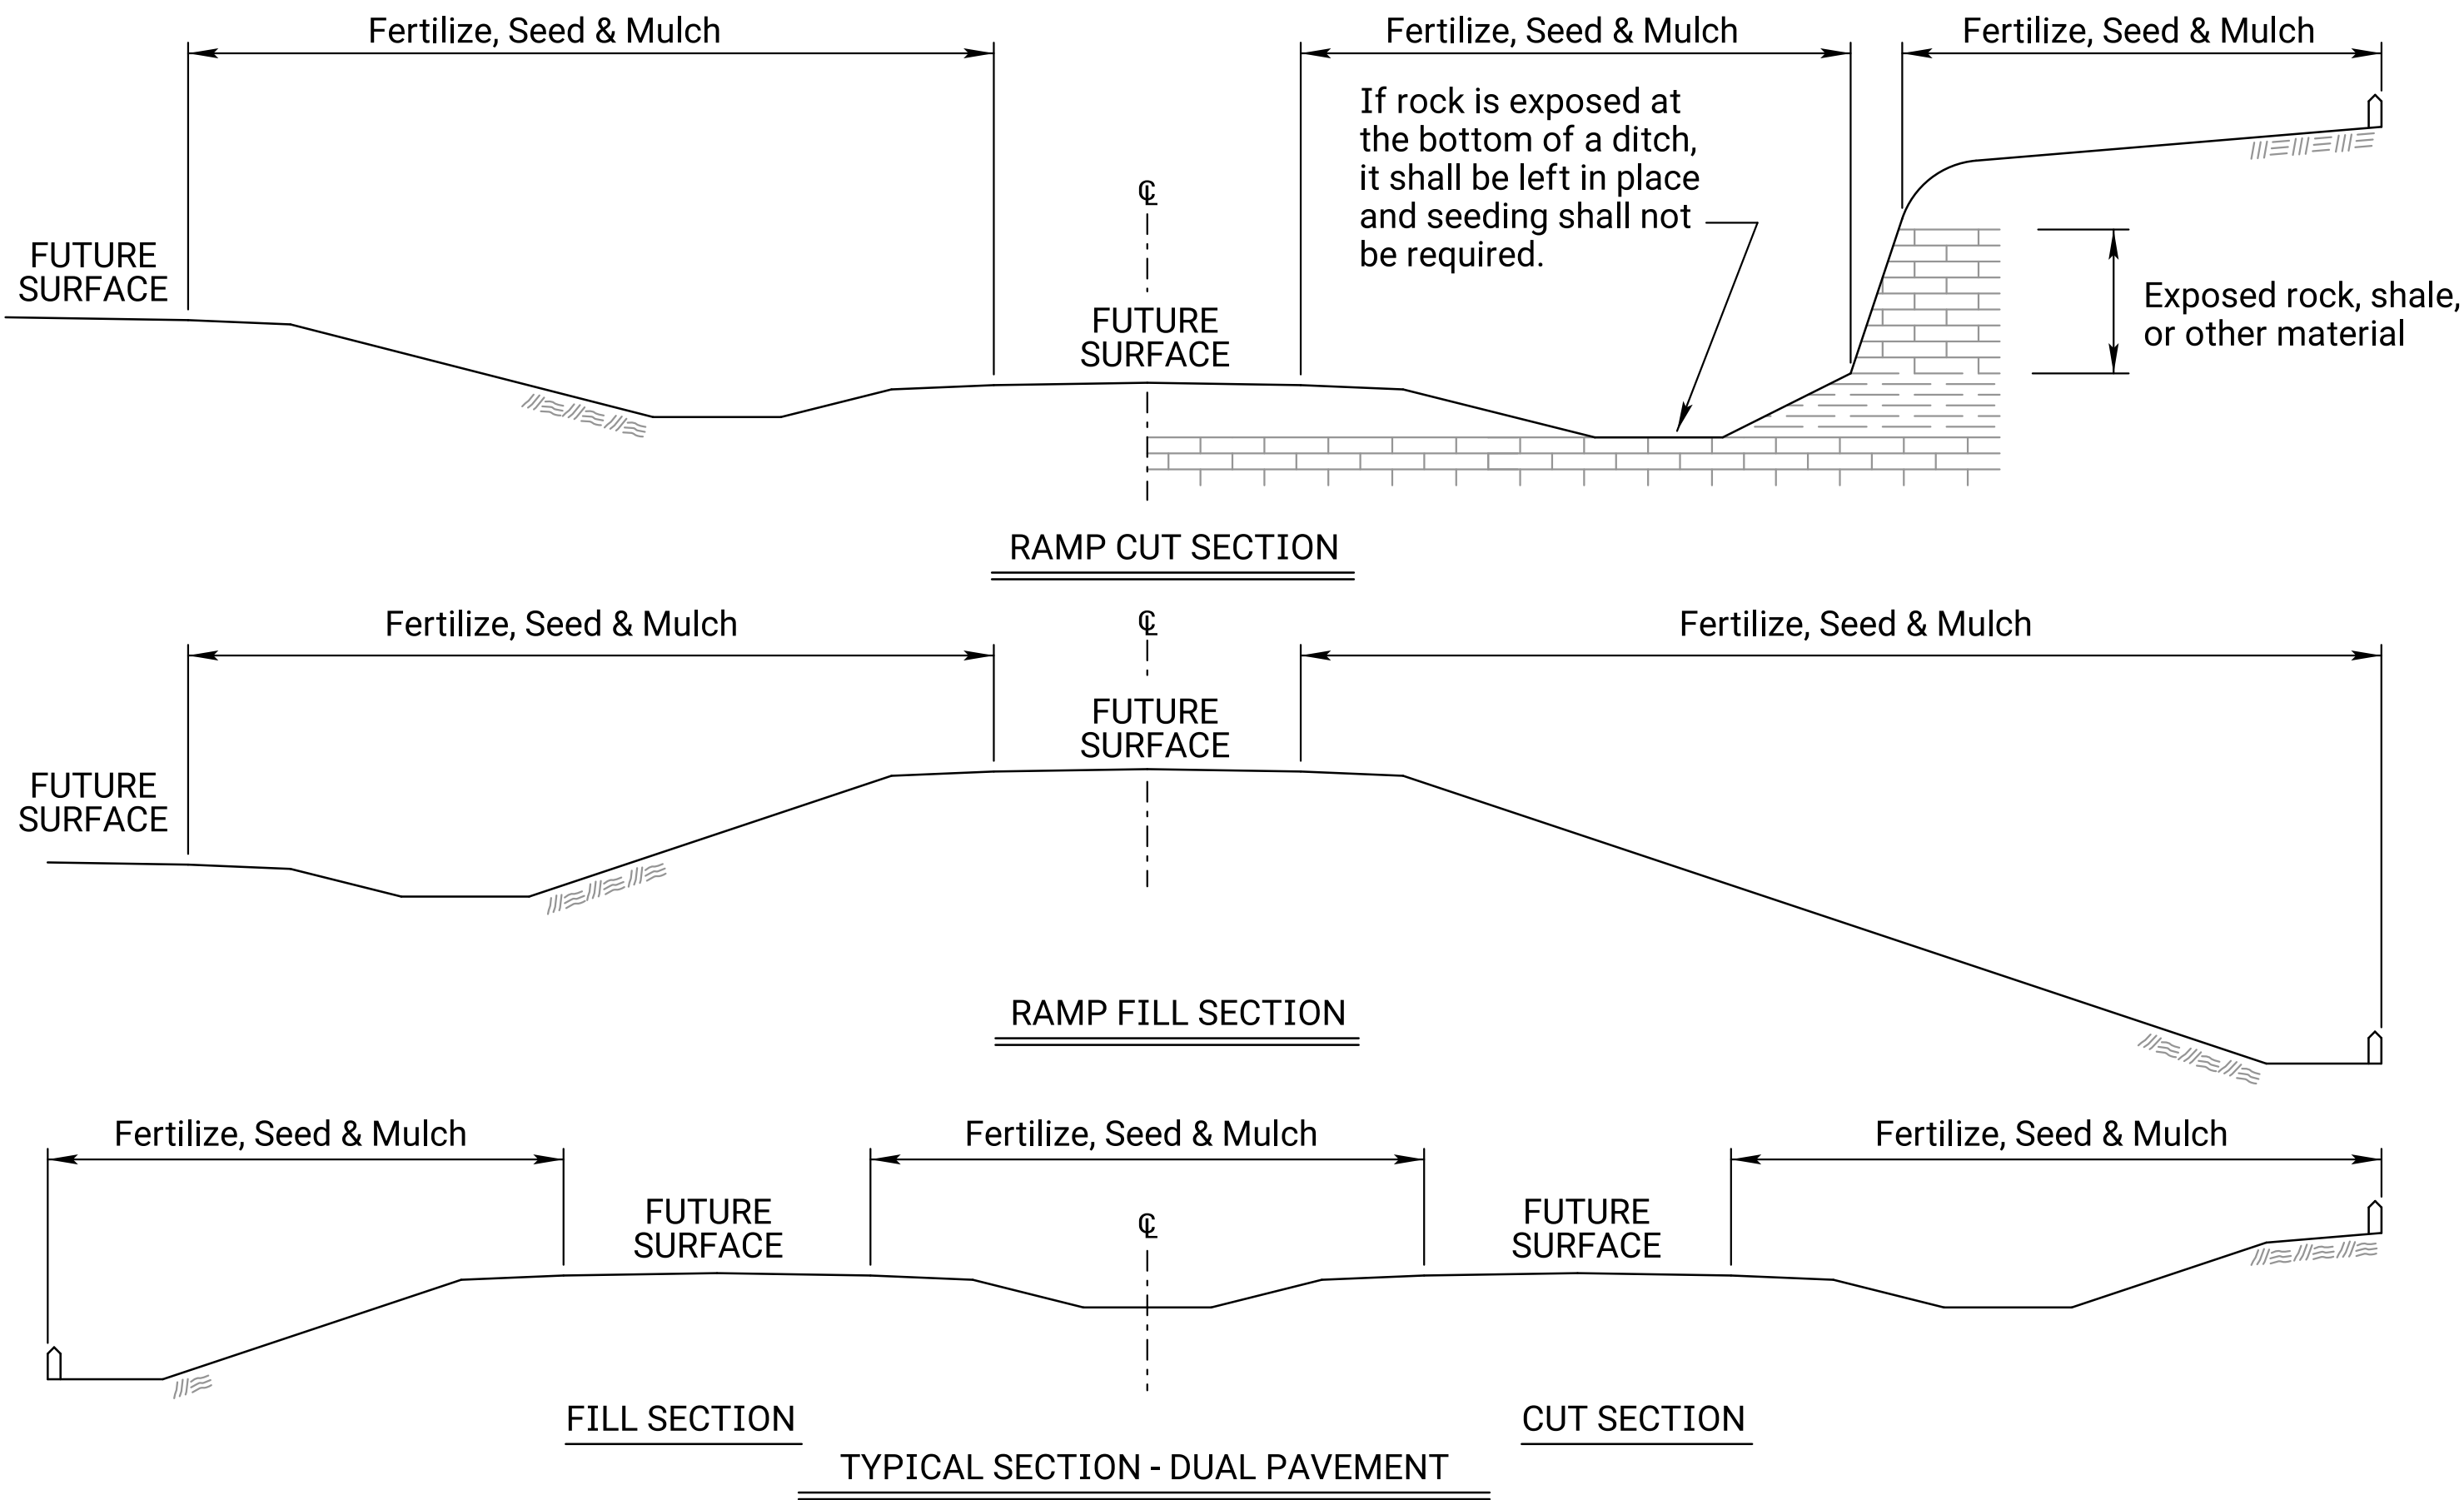 Fertilize, Seed & Mulch
Fertilize, Seed & Mulch
Fertilize, Seed & Mulch
If rock is exposed at
the bottom of a ditch,
it shall be left in place
and seeding shall not
be required.
℄
FUTURE
SURFACE
FUTURE
SURFACE
Exposed rock, shale,
or other material
RAMP CUT SECTION
Fertilize, Seed & Mulch
℄
Fertilize, Seed & Mulch
FUTURE
SURFACE
FUTURE
SURFACE
RAMP FILL SECTION
Fertilize, Seed & Mulch
Fertilize, Seed & Mulch
Fertilize, Seed & Mulch
FUTURE
SURFACE
℄
FUTURE
SURFACE
FILL SECTION
CUT SECTION
TYPICAL SECTION - DUAL PAVEMENT